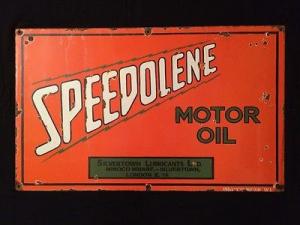 SPEEDOLENE
MOTOR
OIL
SILVERTOWN LUBRICANTS LTD.
MINOCO WHARF, - SILVERTOWN,
LONDON E.16.